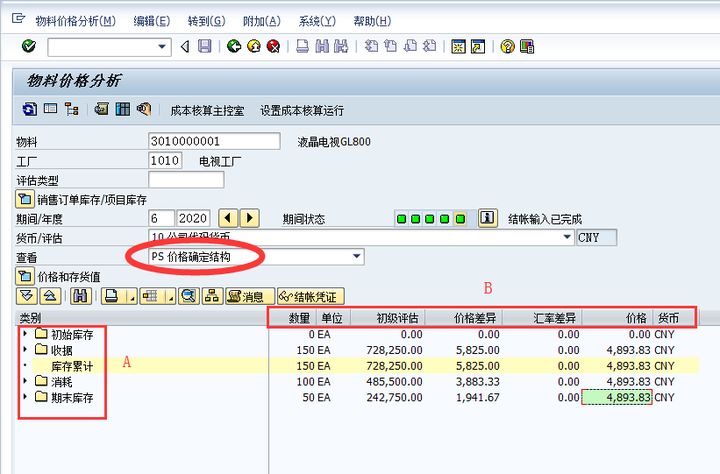 物料价格分析(M) 编辑(E) 转到(G) 附加(A) 系统(Y) 帮助(H)
物料价格分析
成本核算主控室 设置成本核算运行
物料 3010000001 液晶电视GL800
工厂 1010 电视工厂
评估类型
销售订单库存/项目库存
期间/年度 6 2020 期间状态 结帐输入已完成
货币/评估 10 公司代码货币 CNY
查看 PS 价格确定结构
价格和存货值
消息 结帐凭证 B
类别 数量 单位 初级评估 价格差异 汇率差异 价格 货币
初始库存 0 EA 0.00 0.00 0.00 0.00 CNY
收据 150 EA 728,250.00 5,825.00 0.00 4,893.83 CNY
库存累计 A 150 EA 728,250.00 5,825.00 0.00 4,893.83 CNY
消耗 100 EA 485,500.00 3,883.33 0.00 4,893.83 CNY
期末库存 50 EA 242,750.00 1,941.67 0.00 4,893.83 CNY